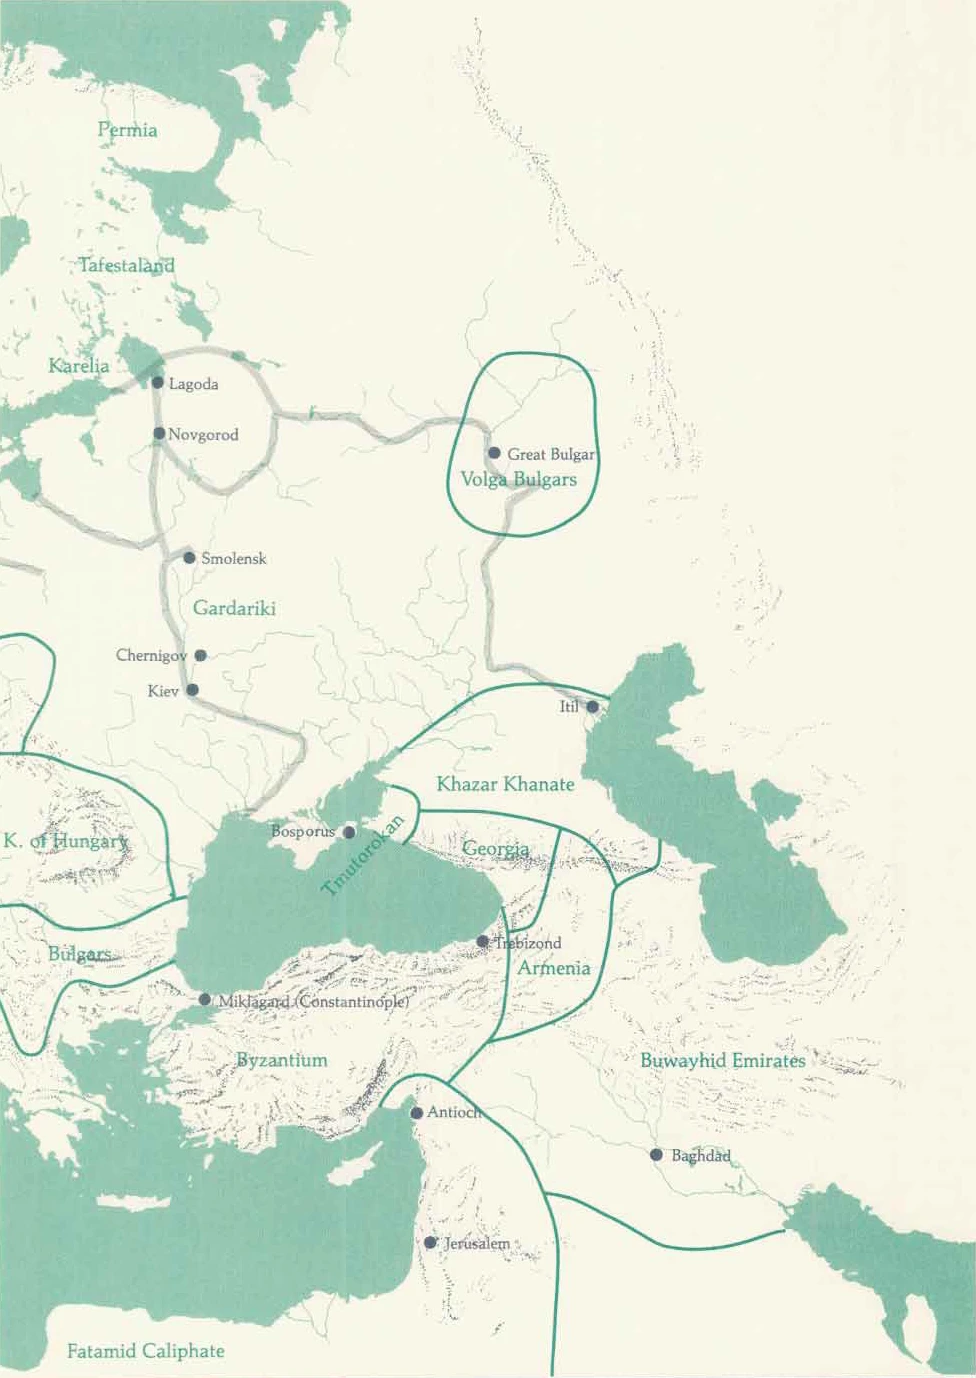 Permia
Tafestaland
Karelia
Lagoda
Novgorod
Great Bulgar
Volga Bulgars
Smolensk
Gardariki
Chernigov
Kiev
Itil
Khazar Khanate
Bosporus
Tmutorokan
K. of Hungary
Georgia
Trebizond
Bulgars
Armenia
Miklagard (Constantinople)
Byzantium
Buwayhid Emirates
Antioch
Baghdad
Jerusalem
Fatamid Caliphate